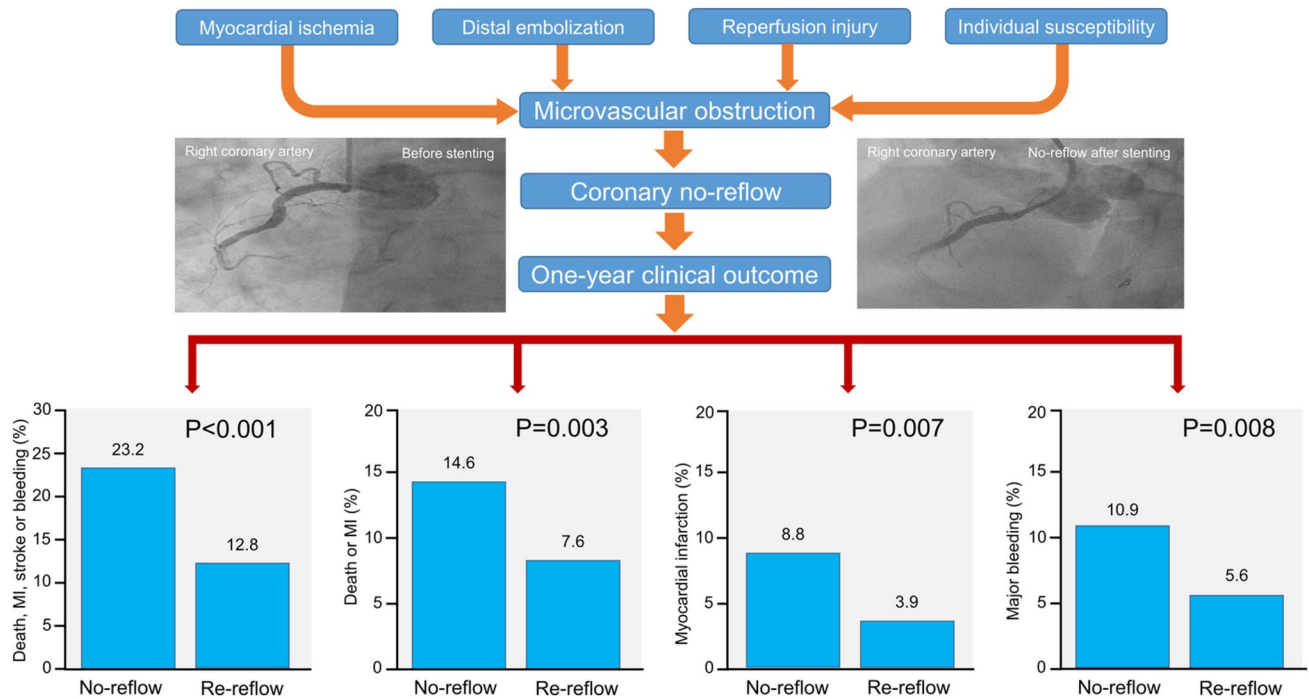 Myocardial ischemia
Distal embolization
Reperfusion injury
Individual susceptibility
Microvascular obstruction
Right coronary artery
Before stenting
Right coronary artery
No-reflow after stenting
Coronary no-reflow
One-year clinical outcome
Death, MI, stroke or bleeding (%)
30
25
20
15
10
5
0
P<0.001
23.2
12.8
No-reflow
Re-reflow
Death or MI (%)
20
15
10
5
0
P=0.003
14.6
7.6
No-reflow
Re-reflow
Myocardial infarction (%)
20
15
10
5
0
P=0.007
8.8
3.9
No-reflow
Re-reflow
Major bleeding (%)
20
15
10
5
0
P=0.008
10.9
5.6
No-reflow
Re-reflow